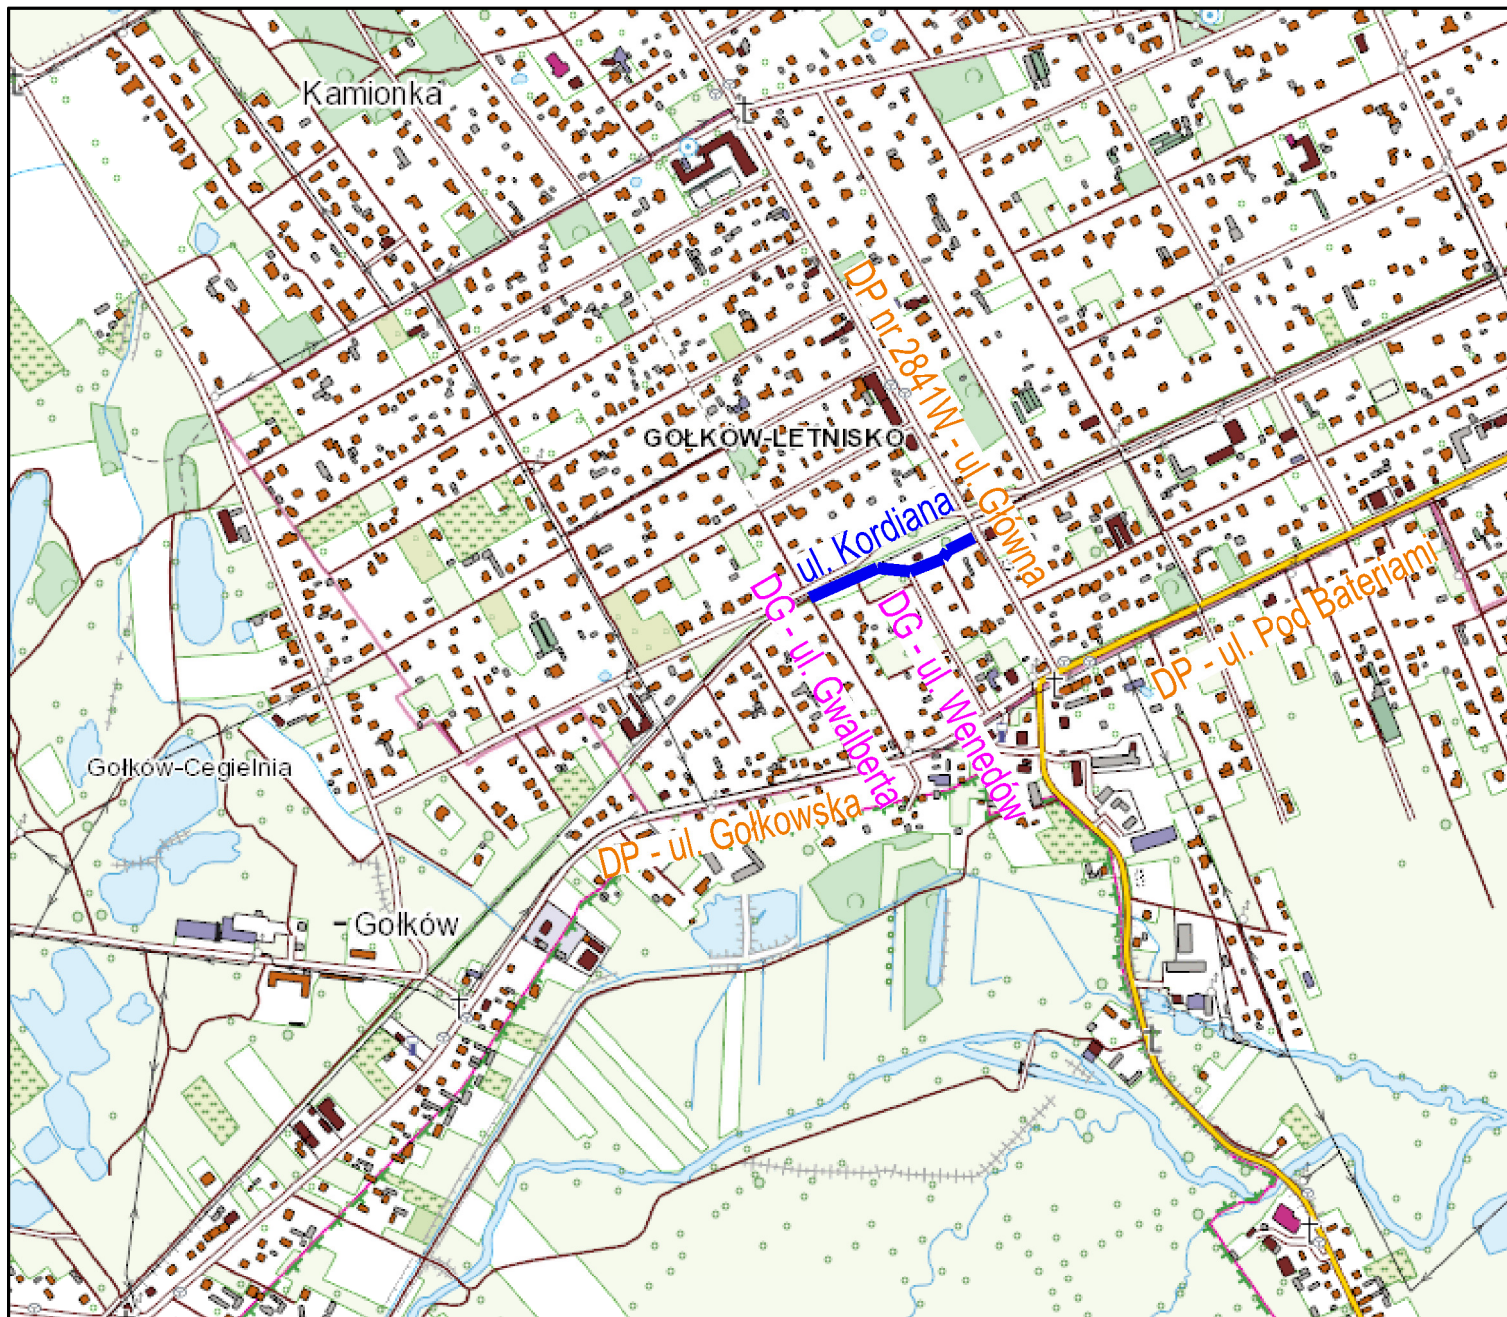 Kamionka
DP nr 2841W - ul. Główna
GOŁKÓW-LETNISKO
ul. Kordiana
DG - ul. Gwalberta
DG - ul. Wenedów
DP - ul. Pod Bateriami
Gołków-Cegielnia
DP - ul. Gołkowska
Gołków